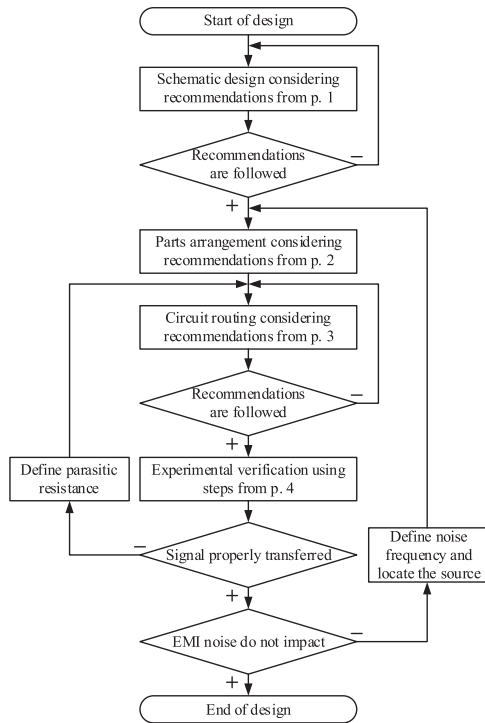 Start of design
Schematic design considering
recommendations from p. 1
Recommendations
are followed
−
+
Parts arrangement considering
recommendations from p. 2
Circuit routing considering
recommendations from p. 3
Recommendations
are followed
−
+
Define parasitic
resistance
Experimental verification using
steps from p. 4
−
Signal properly transferred
+
Define noise
frequency and
locate the source
EMI noise do not impact
−
+
End of design